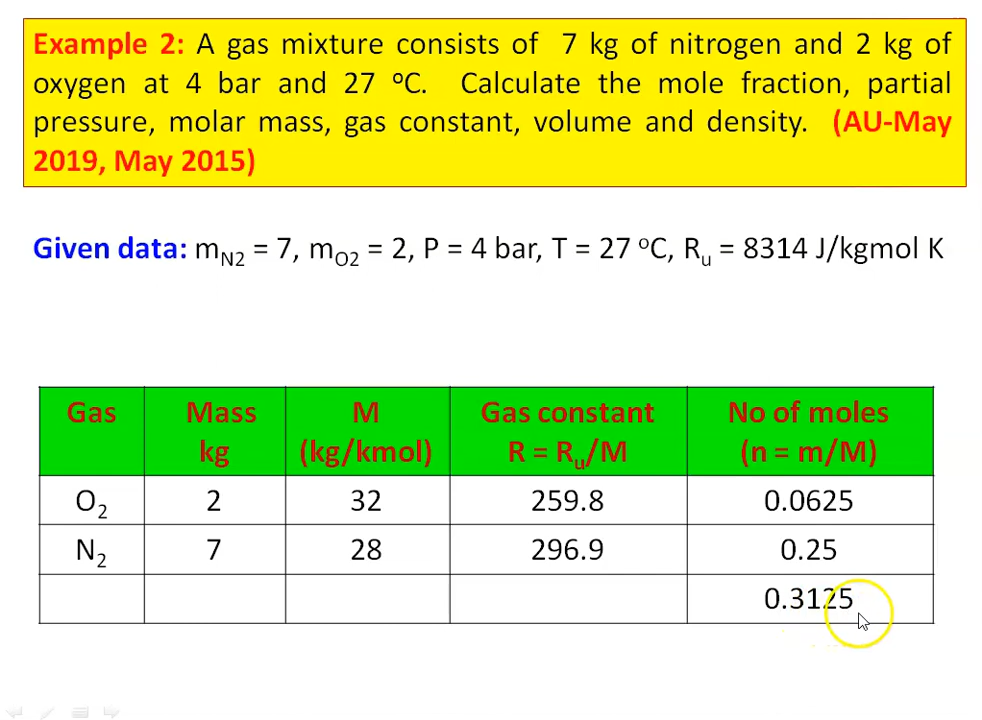 Example 2: A gas mixture consists of 7 kg of nitrogen and 2 kg of
oxygen at 4 bar and 27 ºC. Calculate the mole fraction, partial
pressure, molar mass, gas constant, volume and density. (AU-May
2019, May 2015)
Given data: mN2 = 7, mO2 = 2, P = 4 bar, T = 27 ºC, Ru = 8314 J/kgmol K
Gas Mass M Gas constant No of moles
kg (kg/kmol) R = Ru/M (n = m/M)
O2 2 32 259.8 0.0625
N2 7 28 296.9 0.25
0.3125